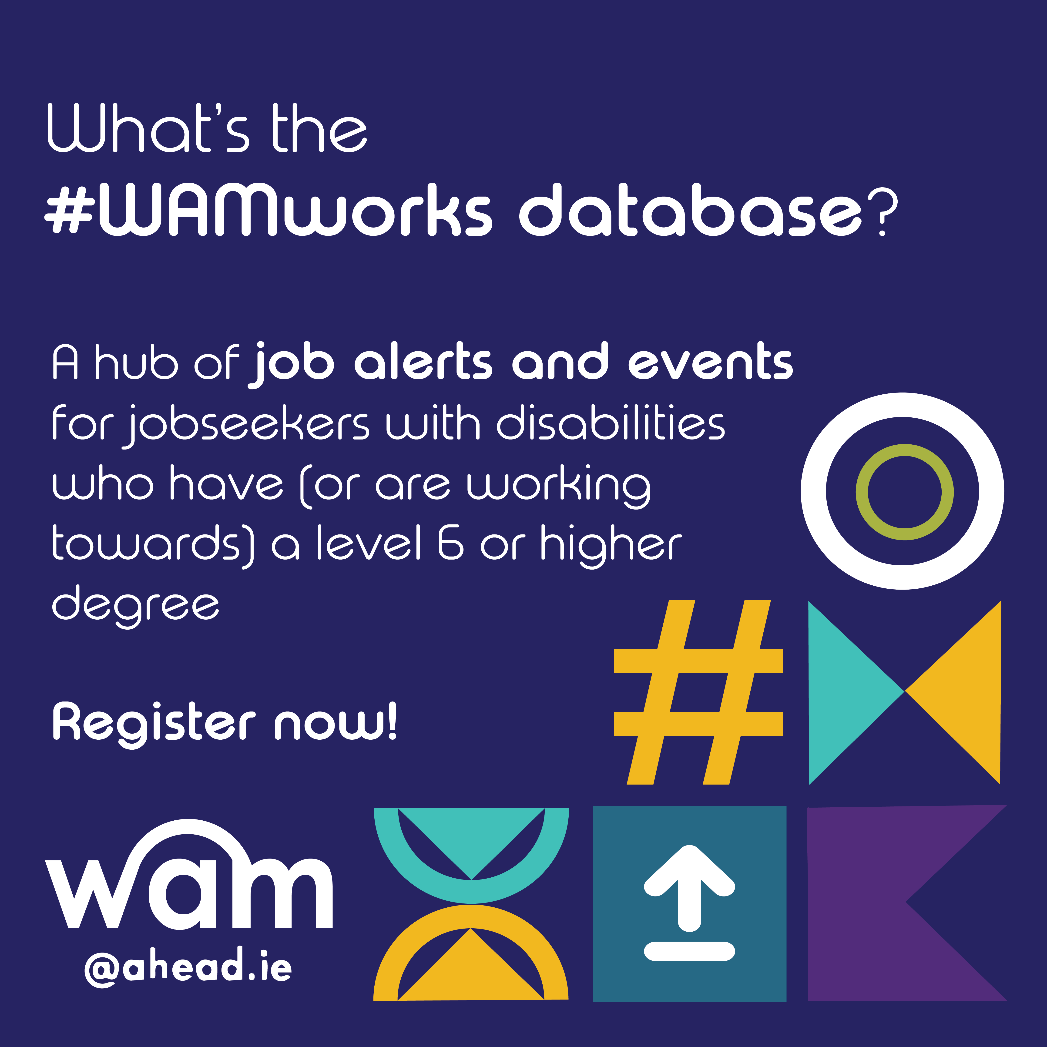 What's the
#WAMworks database?
A hub of job alerts and events
for jobseekers with disabilities
who have (or are working
towards) a level 6 or higher
degree
Register now!
#
wam
@ahead.ie